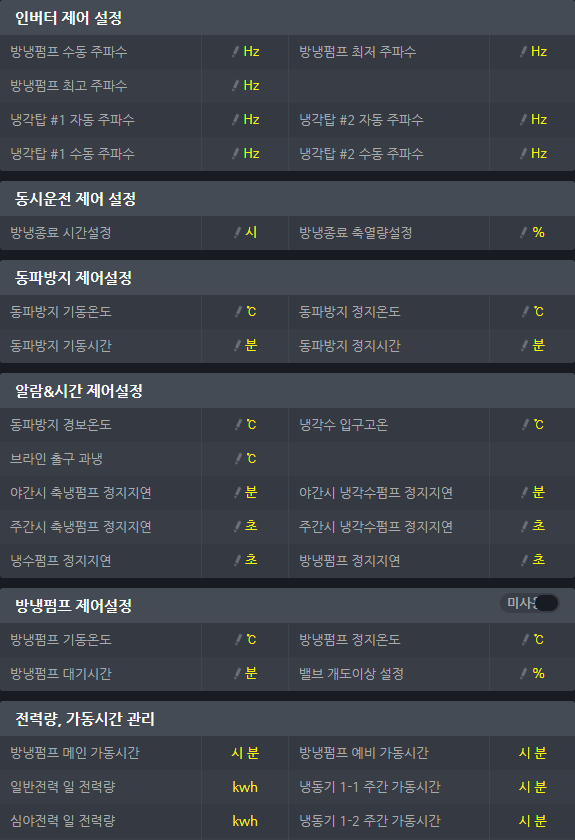 인버터 제어 설정
방냉펌프 수동 주파수 Hz 방냉펌프 최저 주파수 Hz
방냉펌프 최고 주파수 Hz
냉각탑 #1 자동 주파수 Hz 냉각탑 #2 자동 주파수 Hz
냉각탑 #1 수동 주파수 Hz 냉각탑 #2 수동 주파수 Hz
동시운전 제어 설정
방냉종료 시간설정 시 방냉종료 축열량설정 %
동파방지 제어설정
동파방지 기동온도 ℃ 동파방지 정지온도 ℃
동파방지 기동시간 분 동파방지 정지시간 분
알람&시간 제어설정
동파방지 경보온도 ℃ 냉각수 입구고온 ℃
브라인 출구 과냉 ℃
야간시 축냉펌프 정지지연 분 야간시 냉각수펌프 정지지연 분
주간시 축냉펌프 정지지연 초 주간시 냉각수펌프 정지지연 초
냉수펌프 정지지연 초 방냉펌프 정지지연 초
방냉펌프 제어설정 미사
방냉펌프 기동온도 ℃ 방냉펌프 정지온도 ℃
방냉펌프 대기시간 분 밸브 개도이상 설정 %
전력량, 가동시간 관리
방냉펌프 메인 가동시간 시 분 방냉펌프 예비 가동시간 시 분
일반전력 일 전력량 kwh 냉동기 1-1 주간 가동시간 시 분
심야전력 일 전력량 kwh 냉동기 1-2 주간 가동시간 시 분